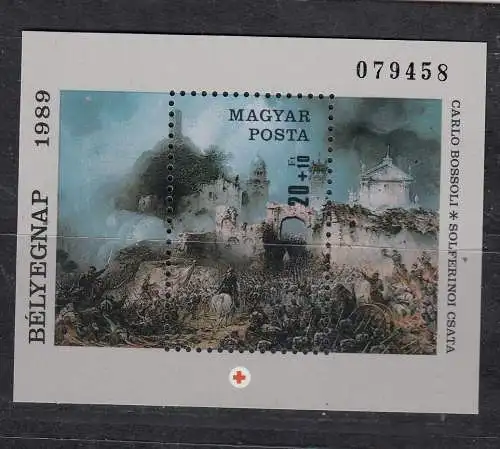 079458
BÉLYEGNAP 1989
MAGYAR
POSTA
20+10 Ft
CARLO BOSSOLI * SOLFERINOI CSATA